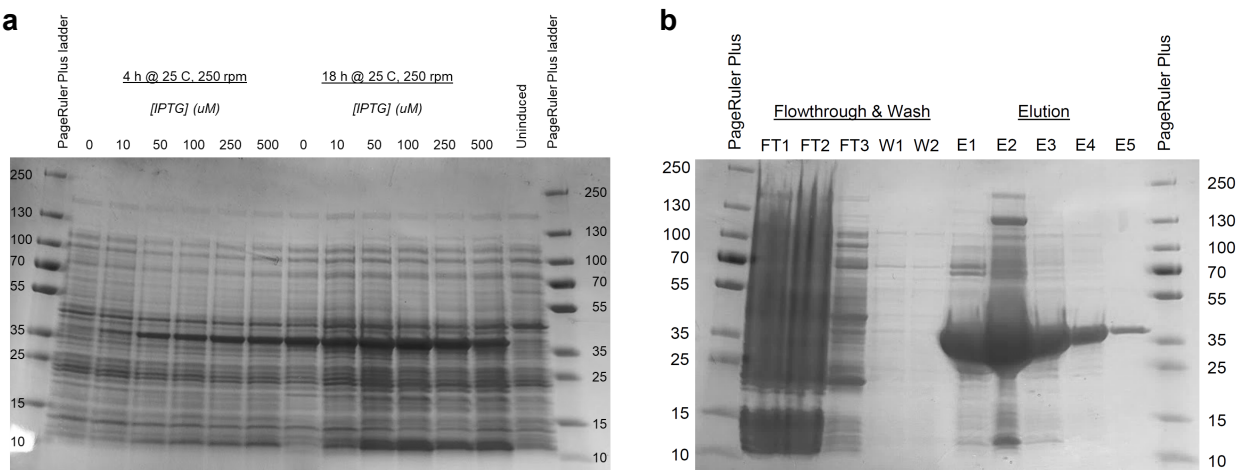 a
PageRuler Plus ladder
4 h @ 25 C, 250 rpm
[IPTG] (uM)
0 10 50 100 250 500
18 h @ 25 C, 250 rpm
[IPTG] (uM)
0 10 50 100 250 500
Uninduced
PageRuler Plus ladder
250
130
100
70
55
35
25
15
10
250
130
100
70
55
35
25
15
10
b
PageRuler Plus
Flowthrough & Wash
FT1 FT2 FT3 W1 W2
Elution
E1 E2 E3 E4 E5
PageRuler Plus
250
130
100
70
55
35
25
15
10
250
130
100
70
55
35
25
15
10